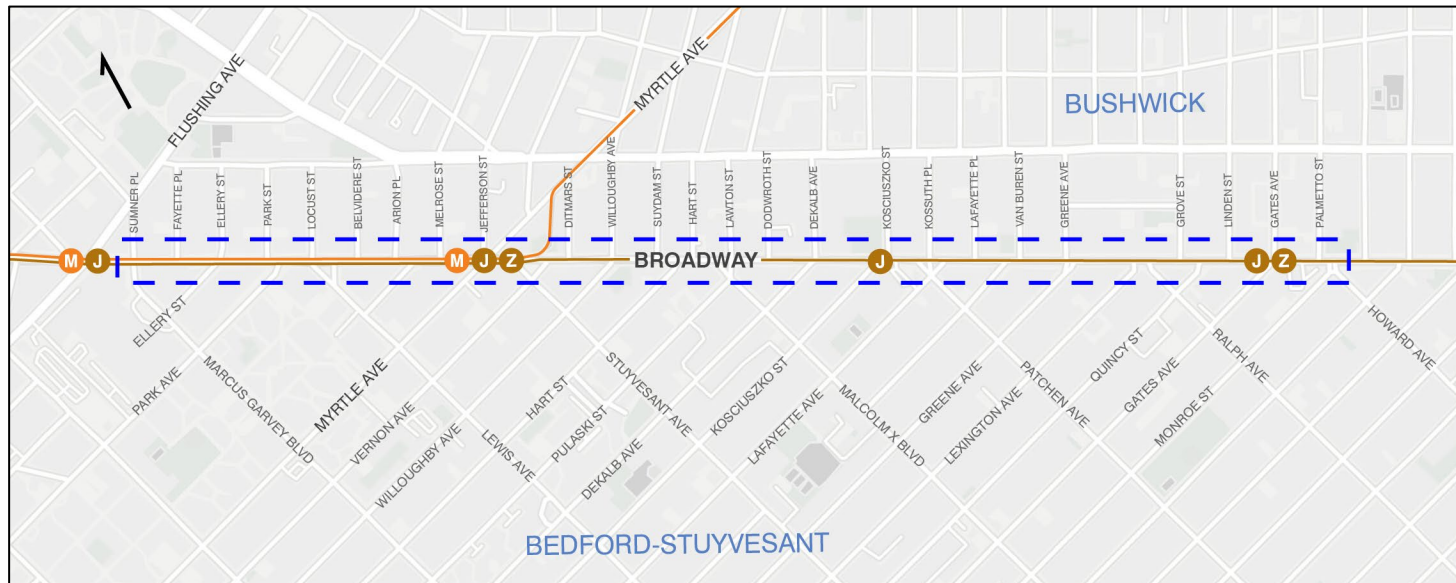 FLUSHING AVE
MYRTLE AVE
BUSHWICK
SUMNER PL
FAYETTE PL
ELLERY ST
PARK ST
LOCUST ST
BELVIDERE ST
ARION PL
MELROSE ST
JEFFERSON ST
DITMARS ST
WILLOUGHBY AVE
SUYDAM ST
HART ST
LAWTON ST
DODWROTH ST
DEKALB AVE
KOSCIUSZKO ST
KOSSUTH PL
LAFAYETTE PL
VAN BUREN ST
GREENE AVE
GROVE ST
LINDEN ST
GATES AVE
PALMETTO ST
M J
M J Z
BROADWAY
J
J Z
ELLERY ST
PARK AVE
MARCUS GARVEY BLVD
MYRTLE AVE
VERNON AVE
WILLOUGHBY AVE
LEWIS AVE
HART ST
PULASKI ST
DEKALB AVE
STUYVESANT AVE
KOSCIUSZKO ST
LAFAYETTE AVE
MALCOLM X BLVD
GREENE AVE
LEXINGTON AVE
PATCHEN AVE
QUINCY ST
GATES AVE
MONROE ST
RALPH AVE
HOWARD AVE
BEDFORD-STUYVESANT